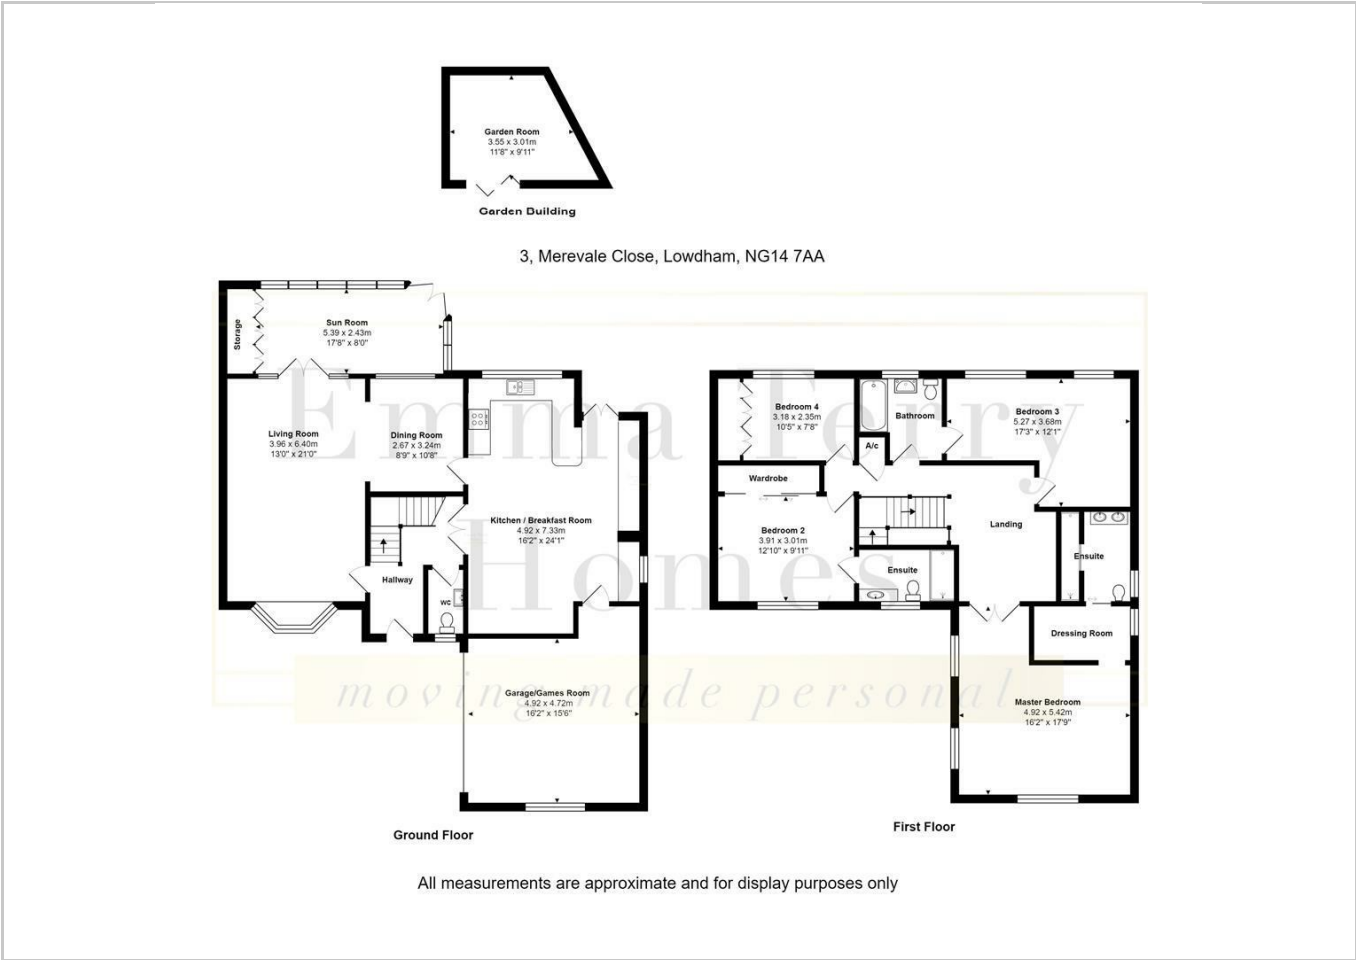 Garden Room
3.55 x 3.01m
11'8" x 9'11"
Garden Building
3, Merevale Close, Lowdham, NG14 7AA
Storage
Sun Room
5.39 x 2.43m
17'8" x 8'0"
Living Room
3.96 x 6.40m
13'0" x 21'0"
Dining Room
2.67 x 3.24m
8'9" x 10'8"
Kitchen / Breakfast Room
4.92 x 7.33m
16'2" x 24'1"
Hallway
WC
Garage/Games Room
4.92 x 4.72m
16'2" x 15'6"
Ground Floor
Bedroom 4
3.18 x 2.35m
10'5" x 7'8"
Bathroom
A/c
Bedroom 3
5.27 x 3.68m
17'3" x 12'1"
Wardrobe
Bedroom 2
3.91 x 3.01m
12'10" x 9'11"
Landing
Ensuite
Ensuite
Dressing Room
Master Bedroom
4.92 x 5.42m
16'2" x 17'9"
First Floor
Emma Terry
Homes
moving made personal
All measurements are approximate and for display purposes only